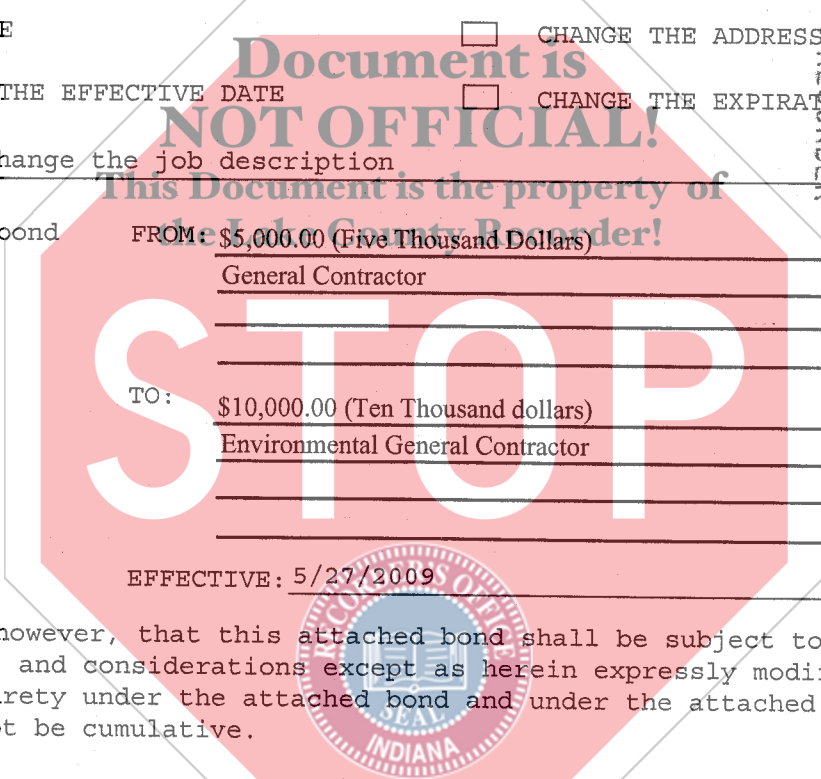 E
CHANGE THE ADDRESS
Document is
THE EFFECTIVE DATE
CHANGE THE EXPIRAT
NOT OFFICIAL!
hange the job description
This Document is the property of
the Lake County Recorder!
ond FROM: $5,000.00 (Five Thousand Dollars)
General Contractor
STOP
TO:
$10,000.00 (Ten Thousand dollars)
Environmental General Contractor
EFFECTIVE: 5/27/2009
RECORDER'S OFFICE
however, that this attached bond shall be subject to
and considerations except as herein expressly modi
rety under the attached bond and under the attached
t be cumulative.
SEAL
INDIANA